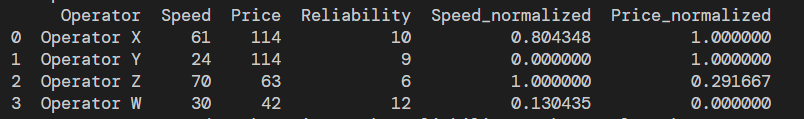 Operator Speed Price Reliability Speed_normalized Price_normalized
0 Operator X 61 114 10 0.804348 1.000000
1 Operator Y 24 114 9 0.000000 1.000000
2 Operator Z 70 63 6 1.000000 0.291667
3 Operator W 30 42 12 0.130435 0.000000